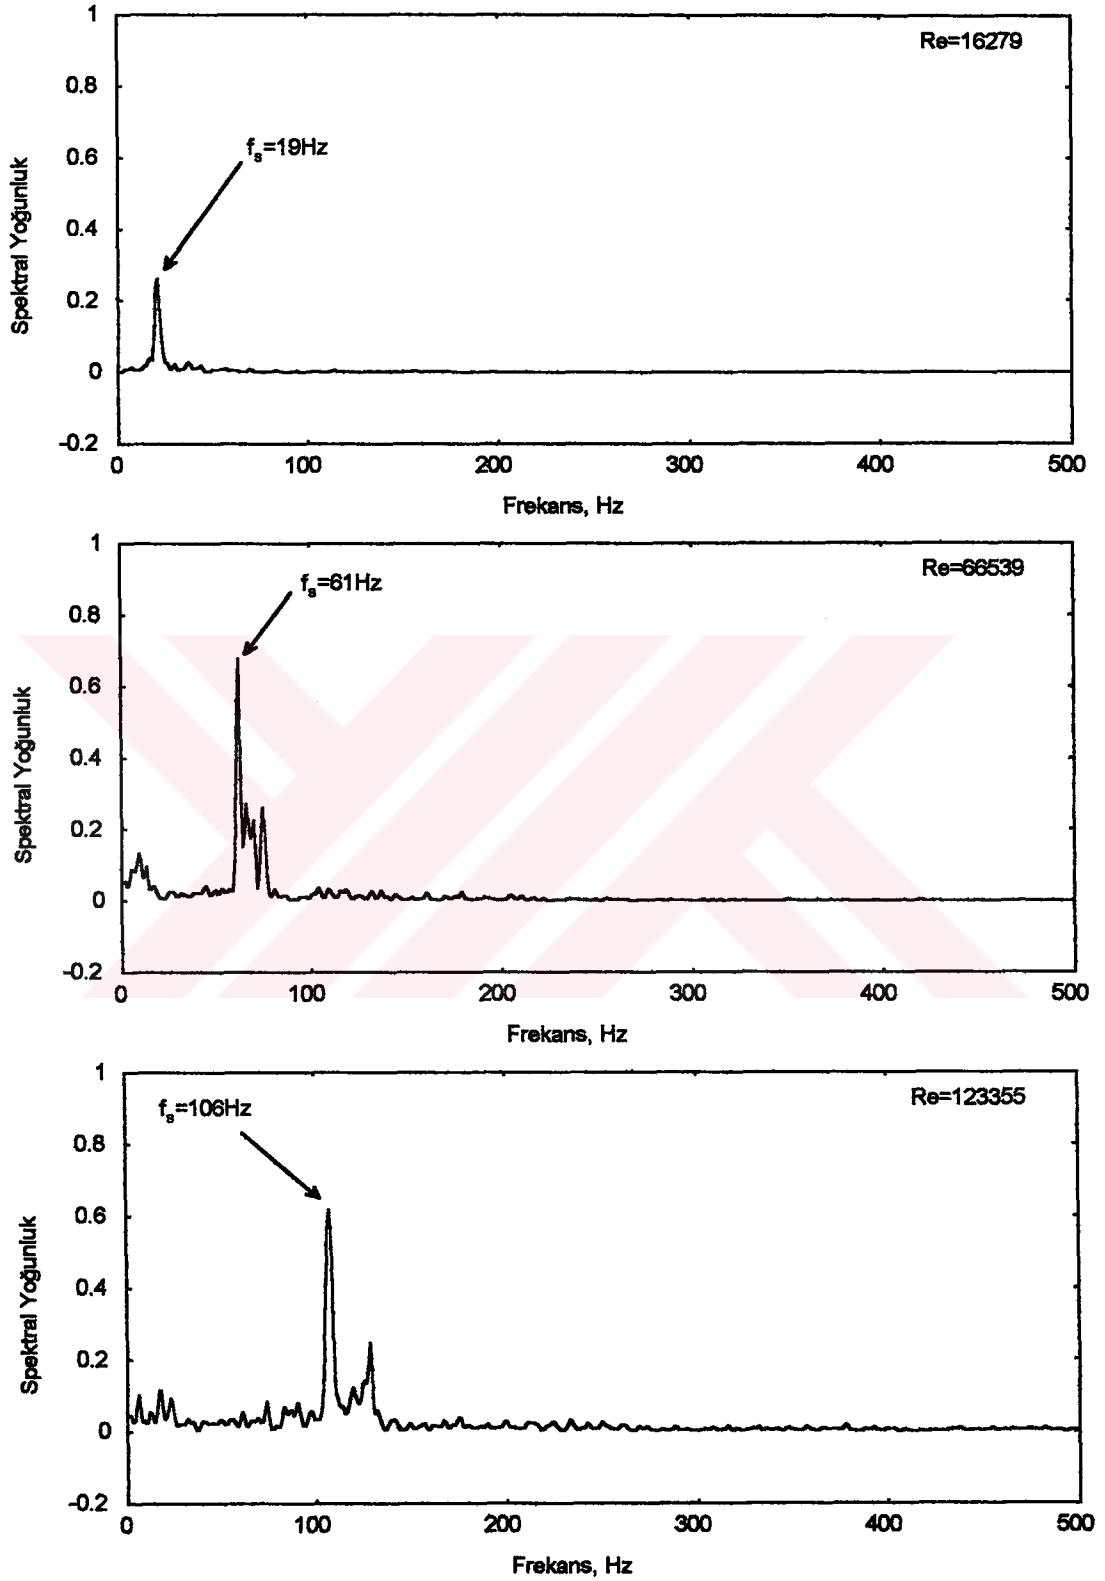 1
Re=16279
0.8
fₛ=19Hz
0.6
Spektral Yoğunluk
0.4
0.2
0
-0.2
0 100 200 300 400 500
Frekans, Hz
1
Re=66539
fₛ=61Hz
0.8
0.6
Spektral Yoğunluk
0.4
0.2
0
-0.2
0 100 200 300 400 500
Frekans, Hz
1
Re=123355
fₛ=106Hz
0.8
0.6
Spektral Yoğunluk
0.4
0.2
0
-0.2
0 100 200 300 400 500
Frekans, Hz